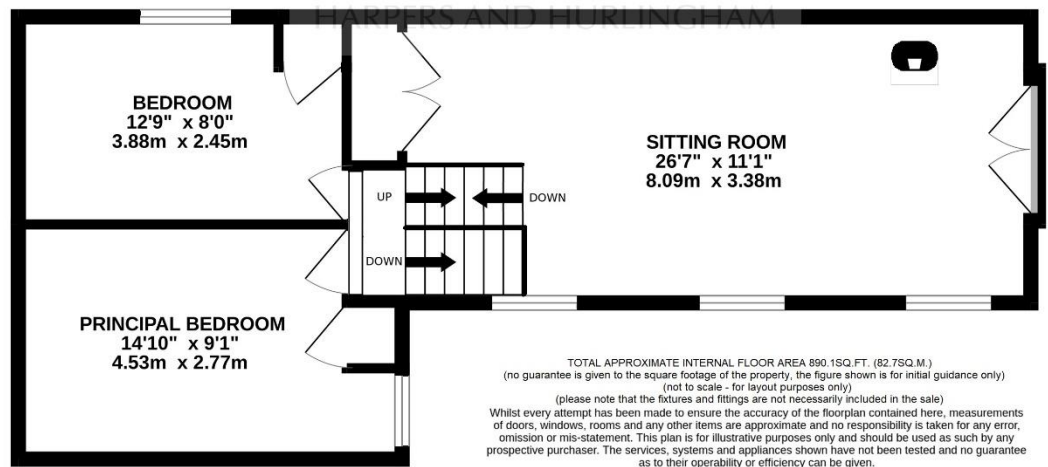 HARPERS AND HURLINGHAM
BEDROOM
12'9" x 8'0"
3.88m x 2.45m
SITTING ROOM
26'7" x 11'1"
8.09m x 3.38m
UP
DOWN
DOWN
PRINCIPAL BEDROOM
14'10" x 9'1"
4.53m x 2.77m
TOTAL APPROXIMATE INTERNAL FLOOR AREA 890.1SQ.FT. (82.7SQ.M.)
(no guarantee is given to the square footage of the property, the figure shown is for initial guidance only)
(not to scale - for layout purposes only)
(please note that the fixtures and fittings are not necessarily included in the sale)
Whilst every attempt has been made to ensure the accuracy of the floorplan contained here, measurements
of doors, windows, rooms and any other items are approximate and no responsibility is taken for any error,
omission or mis-statement. This plan is for illustrative purposes only and should be used as such by any
prospective purchaser. The services, systems and appliances shown have not been tested and no guarantee
as to their operability or efficiency can be given.